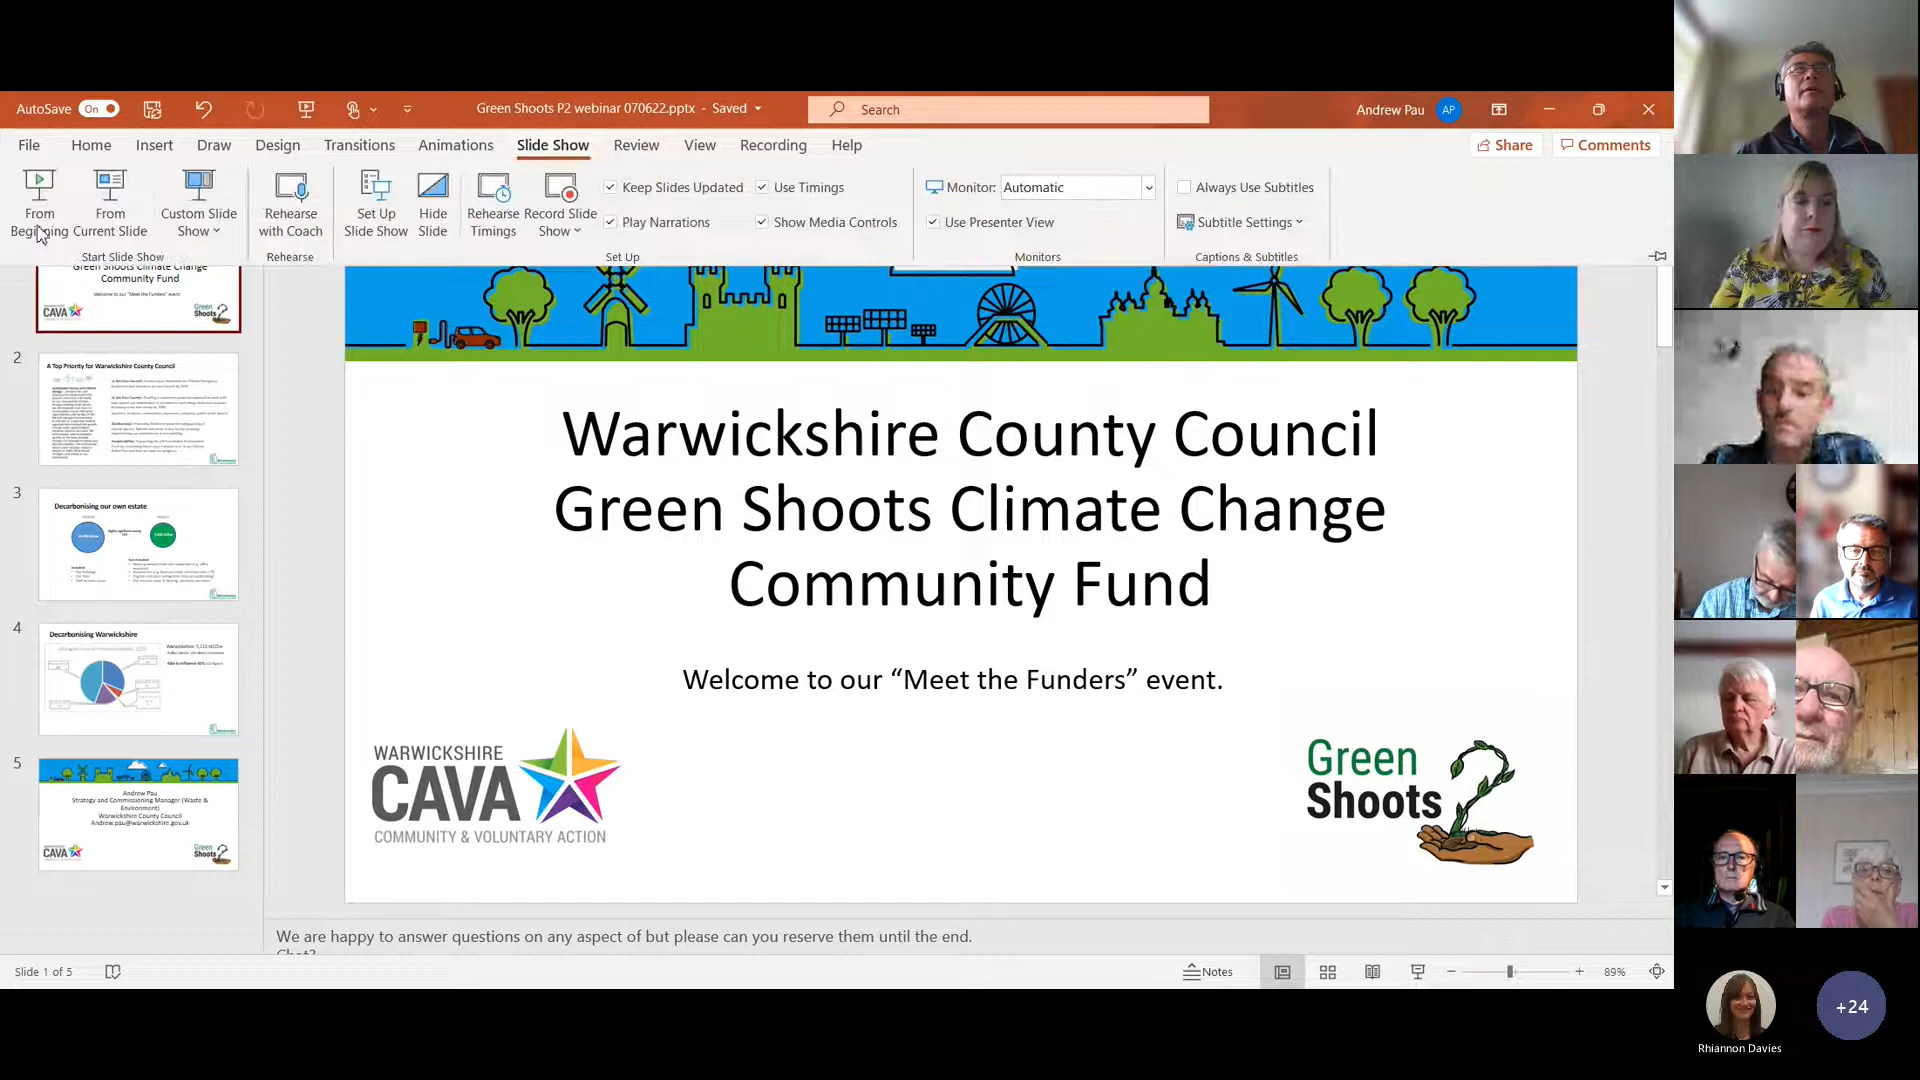 AutoSave On
Green Shoots P2 webinar 070622.pptx - Saved
Search
Andrew Pau AP
File Home Insert Draw Design Transitions Animations Slide Show Review View Recording Help
Share Comments
From Beginning
From Current Slide
Custom Slide Show
Start Slide Show
Rehearse with Coach
Rehearse
Set Up Slide Show
Hide Slide
Rehearse Timings
Record Slide Show
Keep Slides Updated
Use Timings
Play Narrations
Show Media Controls
Set Up
Monitor: Automatic
Use Presenter View
Monitors
Always Use Subtitles
Subtitle Settings
Captions & Subtitles
Green Shoots Climate Change
Community Fund
Welcome to our "Meet the Funders" event
CAVA
Green
Shoots
2
A Top Priority for Warwickshire County Council
3
Decarbonising our own estate
4
Decarbonising Warwickshire
5
Andrew Pau
Strategy and Commissioning Manager (Waste &
Environment)
Warwickshire County Council
Andrew.pau@warwickshire.gov.uk
CAVA
Green
Shoots
Warwickshire County Council
Green Shoots Climate Change
Community Fund
Welcome to our “Meet the Funders” event.
WARWICKSHIRE
CAVA
COMMUNITY & VOLUNTARY ACTION
Green
Shoots
We are happy to answer questions on any aspect of but please can you reserve them until the end.
Slide 1 of 5
Notes
89%
Rhiannon Davies
+24